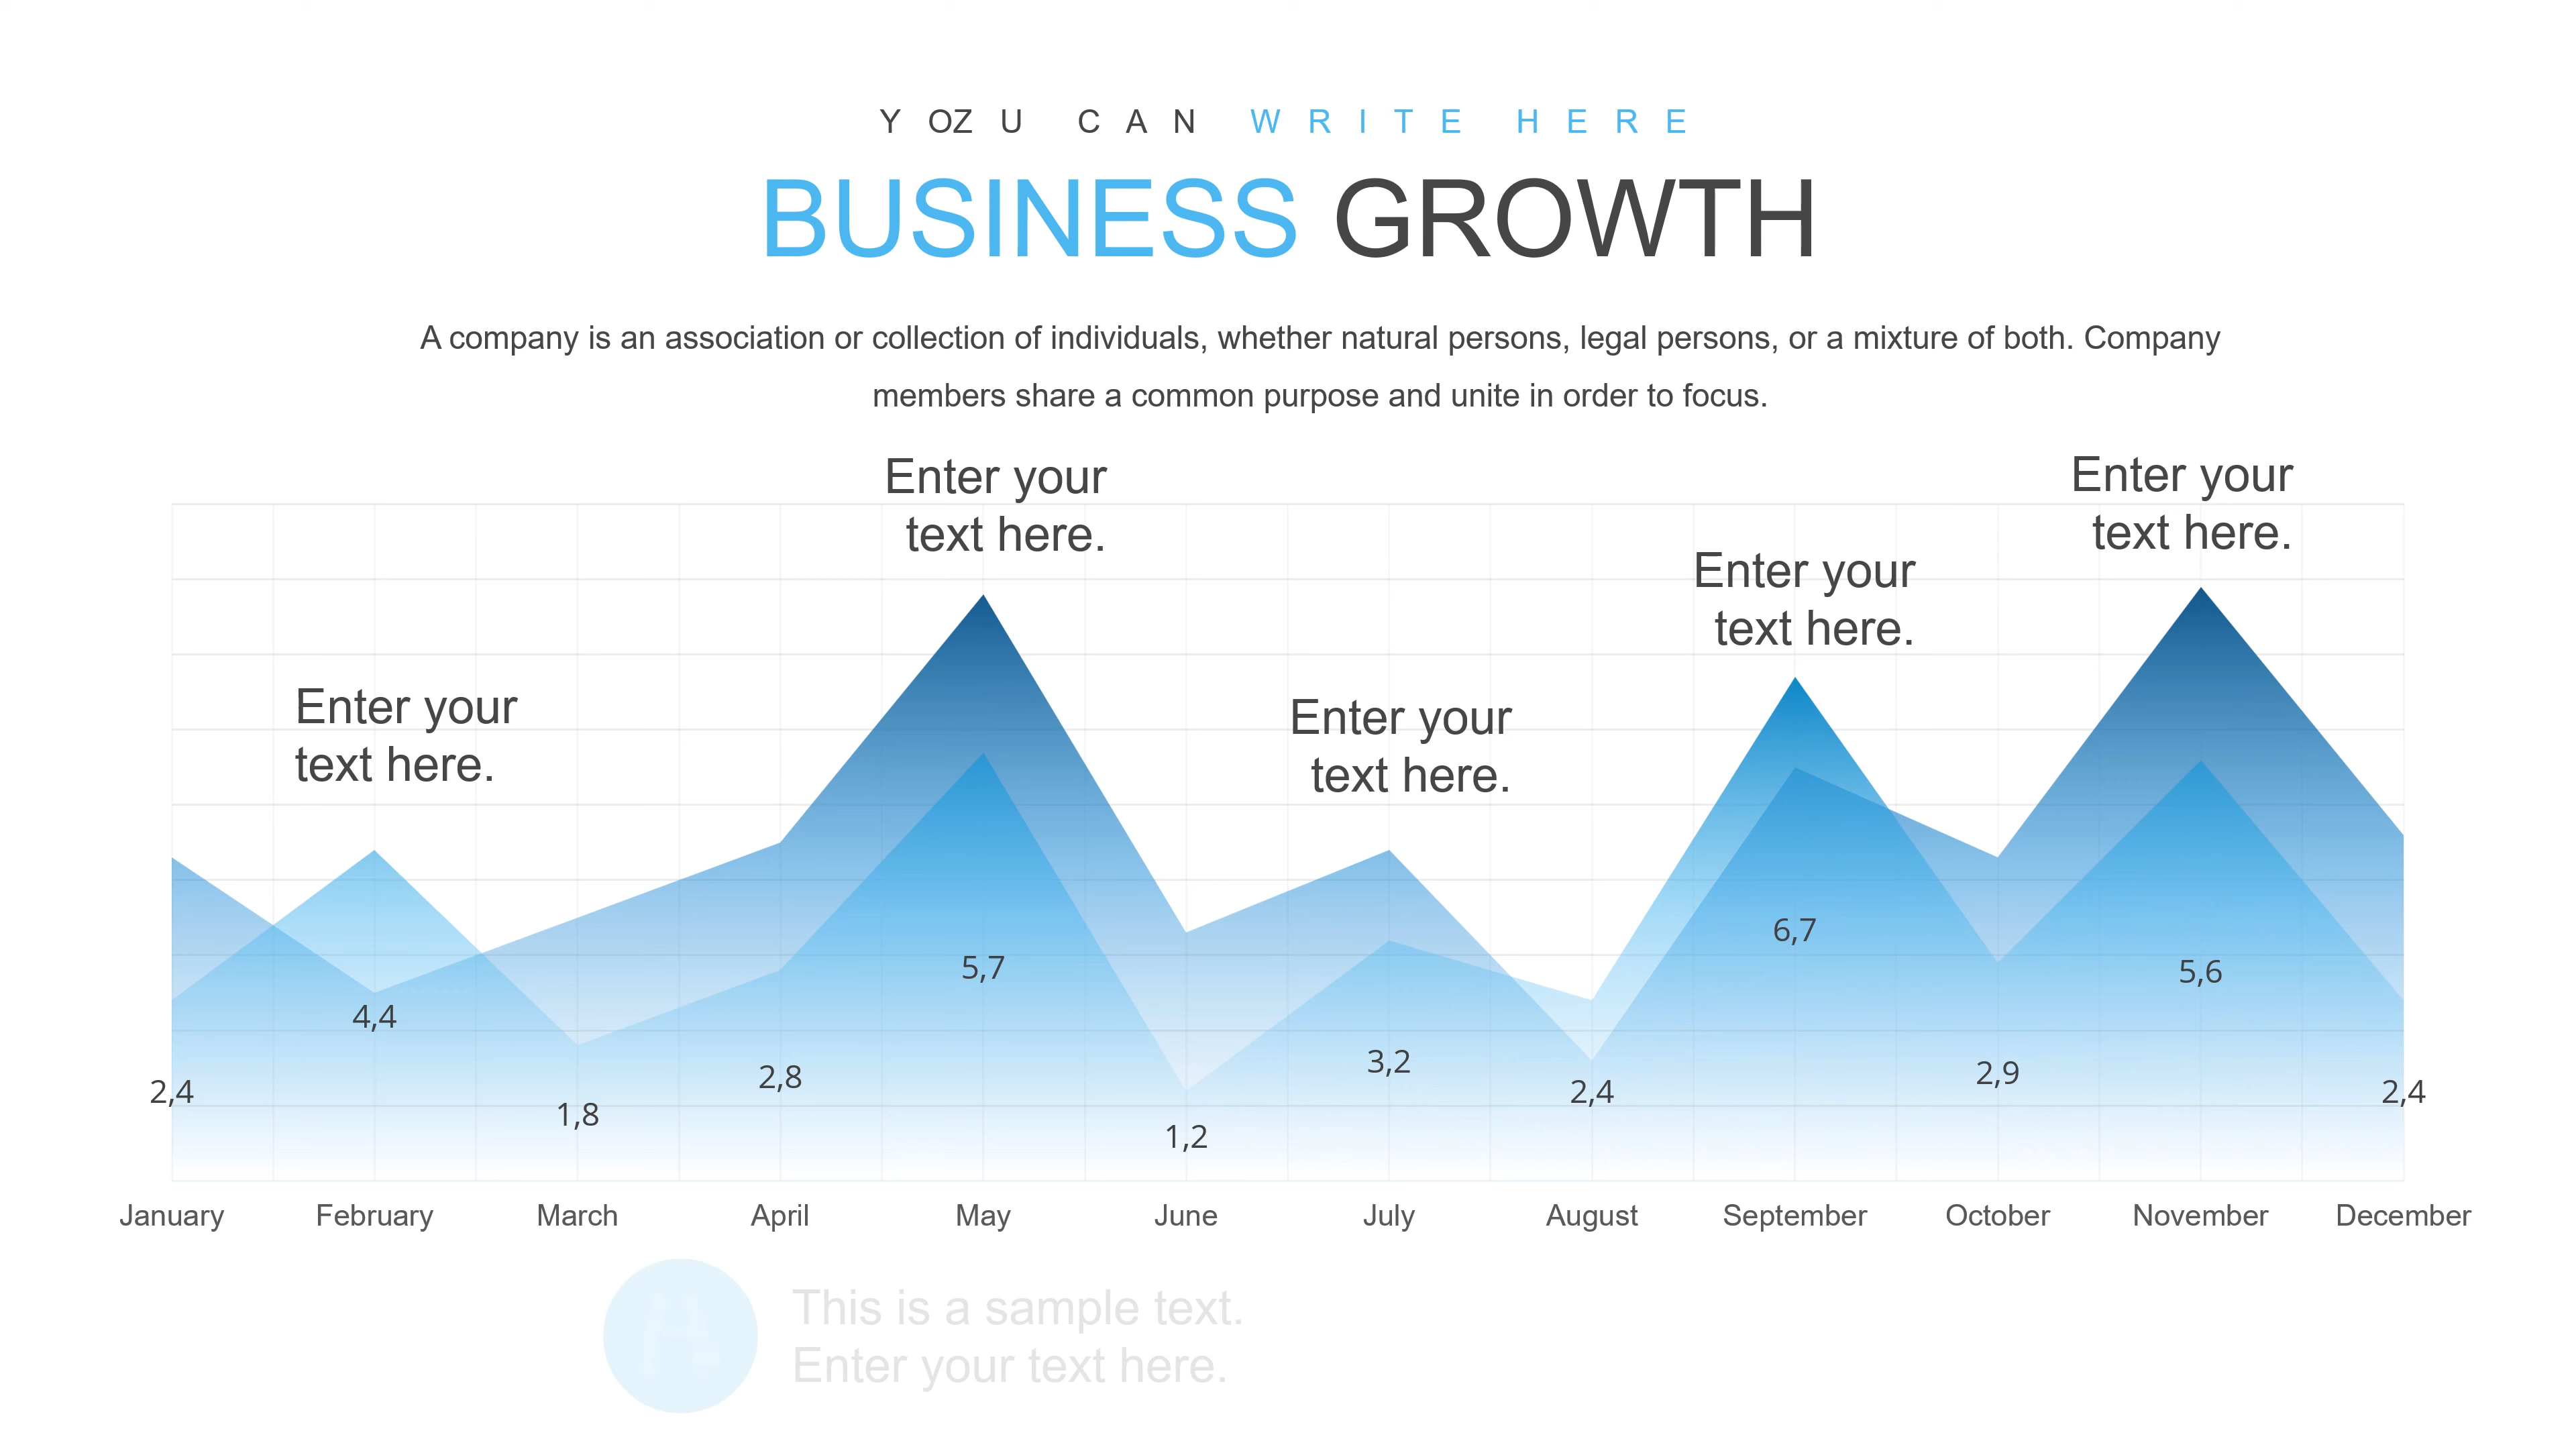 YOZU CAN WRITE HERE
BUSINESS GROWTH
A company is an association or collection of individuals, whether natural persons, legal persons, or a mixture of both. Company
members share a common purpose and unite in order to focus.
Enter your
text here.
Enter your
text here.
Enter your
text here.
Enter your
text here.
Enter your
text here.
2,4
4,4
1,8
2,8
5,7
1,2
3,2
2,4
6,7
2,9
5,6
2,4
January February March April May June July August September October November December
This is a sample text.
Enter your text here.